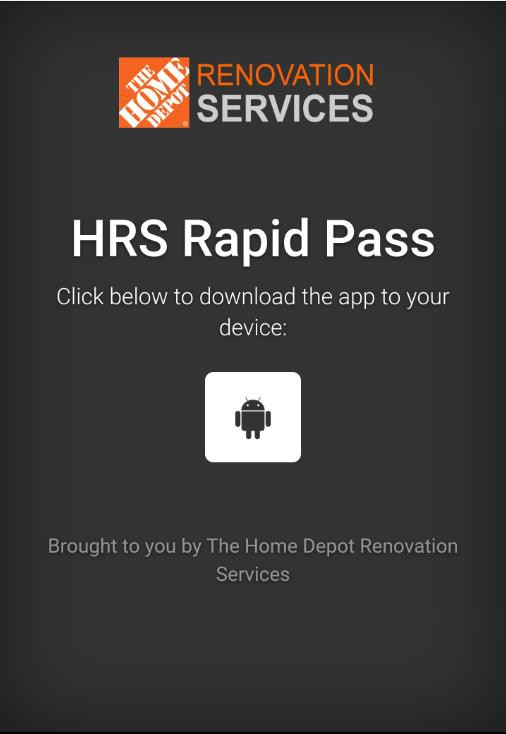 THE
HOME
DEPOT
RENOVATION
SERVICES
HRS Rapid Pass
Click below to download the app to your
device:
Brought to you by The Home Depot Renovation
Services